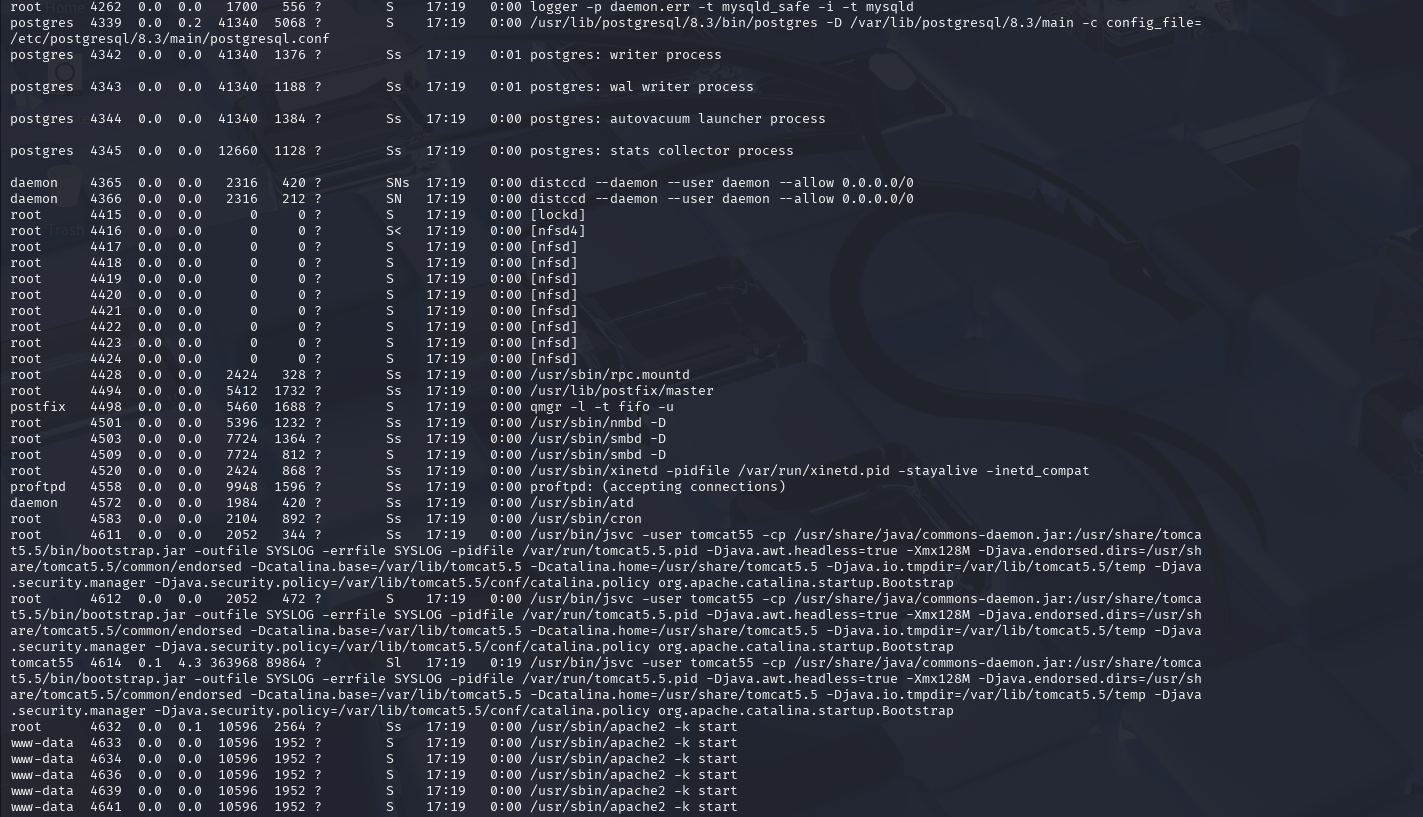 root      4262  0.0  0.0   1700   556 ?        S    17:19   0:00 logger -p daemon.err -t mysqld_safe -i -t mysqld
postgres  4339  0.0  0.2  41340  5068 ?        S    17:19   0:00 /usr/lib/postgresql/8.3/bin/postgres -D /var/lib/postgresql/8.3/main -c config_file=
/etc/postgresql/8.3/main/postgresql.conf
postgres  4342  0.0  0.0  41340  1376 ?        Ss   17:19   0:01 postgres: writer process
postgres  4343  0.0  0.0  41340  1188 ?        Ss   17:19   0:01 postgres: wal writer process
postgres  4344  0.0  0.0  41340  1384 ?        Ss   17:19   0:00 postgres: autovacuum launcher process
postgres  4345  0.0  0.0  12660  1128 ?        Ss   17:19   0:00 postgres: stats collector process
daemon    4365  0.0  0.0   2316   420 ?        SNs  17:19   0:00 distccd --daemon --user daemon --allow 0.0.0.0/0
daemon    4366  0.0  0.0   2316   212 ?        SN   17:19   0:00 distccd --daemon --user daemon --allow 0.0.0.0/0
root      4415  0.0  0.0      0     0 ?        S    17:19   0:00 [lockd]
root      4416  0.0  0.0      0     0 ?        S<   17:19   0:00 [nfsd4]
root      4417  0.0  0.0      0     0 ?        S    17:19   0:00 [nfsd]
root      4418  0.0  0.0      0     0 ?        S    17:19   0:00 [nfsd]
root      4419  0.0  0.0      0     0 ?        S    17:19   0:00 [nfsd]
root      4420  0.0  0.0      0     0 ?        S    17:19   0:00 [nfsd]
root      4421  0.0  0.0      0     0 ?        S    17:19   0:00 [nfsd]
root      4422  0.0  0.0      0     0 ?        S    17:19   0:00 [nfsd]
root      4423  0.0  0.0      0     0 ?        S    17:19   0:00 [nfsd]
root      4424  0.0  0.0      0     0 ?        S    17:19   0:00 [nfsd]
root      4428  0.0  0.0   2424   328 ?        Ss   17:19   0:00 /usr/sbin/rpc.mountd
root      4494  0.0  0.0   5412  1732 ?        Ss   17:19   0:00 /usr/lib/postfix/master
postfix   4498  0.0  0.0   5460  1688 ?        S    17:19   0:00 qmgr -l -t fifo -u
root      4501  0.0  0.0   5396  1232 ?        Ss   17:19   0:00 /usr/sbin/nmbd -D
root      4503  0.0  0.0   7724  1364 ?        Ss   17:19   0:00 /usr/sbin/smbd -D
root      4509  0.0  0.0   7724   812 ?        S    17:19   0:00 /usr/sbin/smbd -D
root      4520  0.0  0.0   2424   868 ?        Ss   17:19   0:00 /usr/sbin/xinetd -pidfile /var/run/xinetd.pid -stayalive -inetd_compat
proftpd   4558  0.0  0.0   9948  1596 ?        Ss   17:19   0:00 proftpd: (accepting connections)
daemon    4572  0.0  0.0   1984   420 ?        Ss   17:19   0:00 /usr/sbin/atd
root      4583  0.0  0.0   2104   892 ?        Ss   17:19   0:00 /usr/sbin/cron
root      4611  0.0  0.0   2052   344 ?        Ss   17:19   0:00 /usr/bin/jsvc -user tomcat55 -cp /usr/share/java/commons-daemon.jar:/usr/share/tomca
t5.5/bin/bootstrap.jar -outfile SYSLOG -errfile SYSLOG -pidfile /var/run/tomcat5.5.pid -Djava.awt.headless=true -Xmx128M -Djava.endorsed.dirs=/usr/sh
are/tomcat5.5/common/endorsed -Dcatalina.base=/var/lib/tomcat5.5 -Dcatalina.home=/usr/share/tomcat5.5 -Djava.io.tmpdir=/var/lib/tomcat5.5/temp -Djava
.security.manager -Djava.security.policy=/var/lib/tomcat5.5/conf/catalina.policy org.apache.catalina.startup.Bootstrap
root      4612  0.0  0.0   2052   472 ?        S    17:19   0:00 /usr/bin/jsvc -user tomcat55 -cp /usr/share/java/commons-daemon.jar:/usr/share/tomca
t5.5/bin/bootstrap.jar -outfile SYSLOG -errfile SYSLOG -pidfile /var/run/tomcat5.5.pid -Djava.awt.headless=true -Xmx128M -Djava.endorsed.dirs=/usr/sh
are/tomcat5.5/common/endorsed -Dcatalina.base=/var/lib/tomcat5.5 -Dcatalina.home=/usr/share/tomcat5.5 -Djava.io.tmpdir=/var/lib/tomcat5.5/temp -Djava
.security.manager -Djava.security.policy=/var/lib/tomcat5.5/conf/catalina.policy org.apache.catalina.startup.Bootstrap
tomcat55  4614  0.1  4.3 363968 89864 ?        Sl   17:19   0:19 /usr/bin/jsvc -user tomcat55 -cp /usr/share/java/commons-daemon.jar:/usr/share/tomca
t5.5/bin/bootstrap.jar -outfile SYSLOG -errfile SYSLOG -pidfile /var/run/tomcat5.5.pid -Djava.awt.headless=true -Xmx128M -Djava.endorsed.dirs=/usr/sh
are/tomcat5.5/common/endorsed -Dcatalina.base=/var/lib/tomcat5.5 -Dcatalina.home=/usr/share/tomcat5.5 -Djava.io.tmpdir=/var/lib/tomcat5.5/temp -Djava
.security.manager -Djava.security.policy=/var/lib/tomcat5.5/conf/catalina.policy org.apache.catalina.startup.Bootstrap
root      4632  0.0  0.1  10596  2564 ?        Ss   17:19   0:00 /usr/sbin/apache2 -k start
www-data  4633  0.0  0.0  10596  1952 ?        S    17:19   0:00 /usr/sbin/apache2 -k start
www-data  4634  0.0  0.0  10596  1952 ?        S    17:19   0:00 /usr/sbin/apache2 -k start
www-data  4636  0.0  0.0  10596  1952 ?        S    17:19   0:00 /usr/sbin/apache2 -k start
www-data  4639  0.0  0.0  10596  1952 ?        S    17:19   0:00 /usr/sbin/apache2 -k start
www-data  4641  0.0  0.0  10596  1952 ?        S    17:19   0:00 /usr/sbin/apache2 -k start